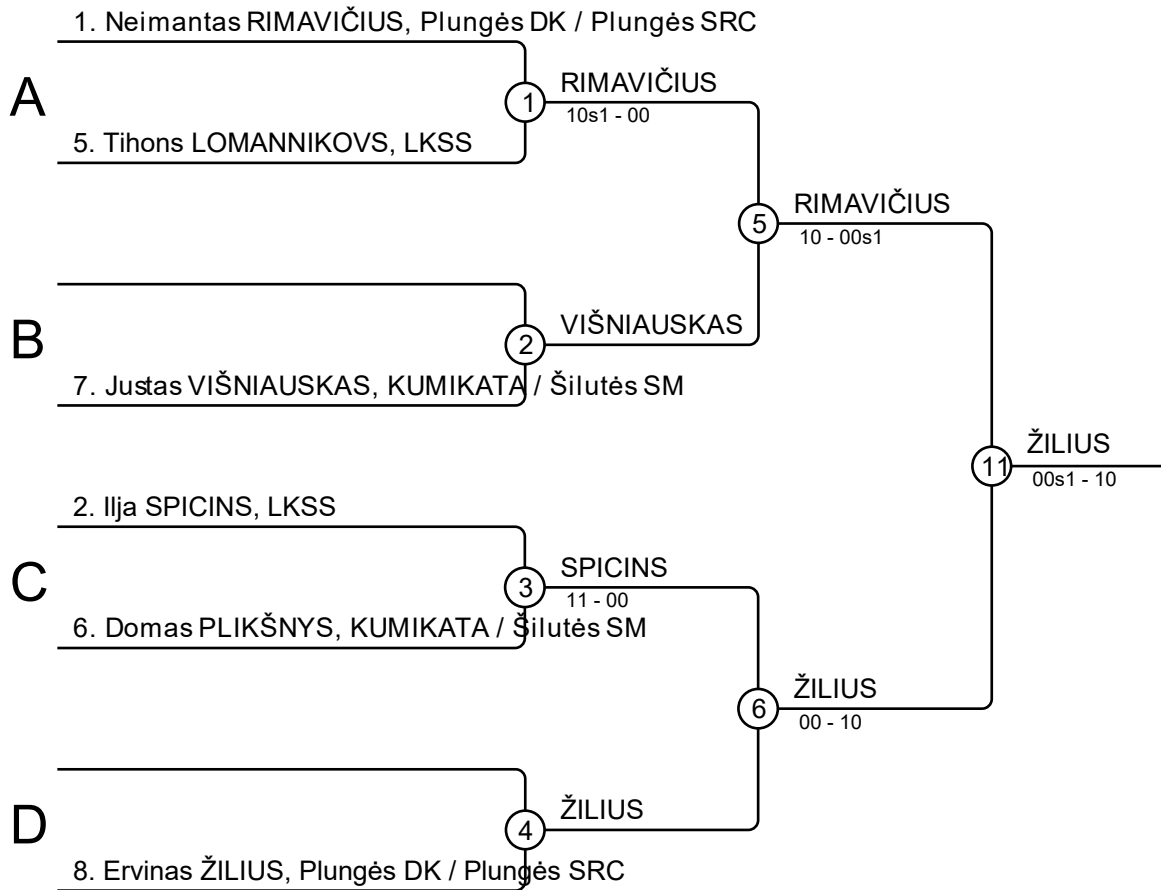 1. Neimantas RIMAVIČIUS, Plungės DK / Plungės SRC
A
1
RIMAVIČIUS
10s1 - 00
5. Tihons LOMANNIKOVS, LKSS
5
RIMAVIČIUS
10 - 00s1
B
2
VIŠNIAUSKAS
7. Justas VIŠNIAUSKAS, KUMIKATA / Šilutės SM
11
ŽILIUS
00s1 - 10
2. Ilja SPICINS, LKSS
C
3
SPICINS
11 - 00
6. Domas PLIKŠNYS, KUMIKATA / Šilutės SM
6
ŽILIUS
00 - 10
D
4
ŽILIUS
8. Ervinas ŽILIUS, Plungės DK / Plungės SRC